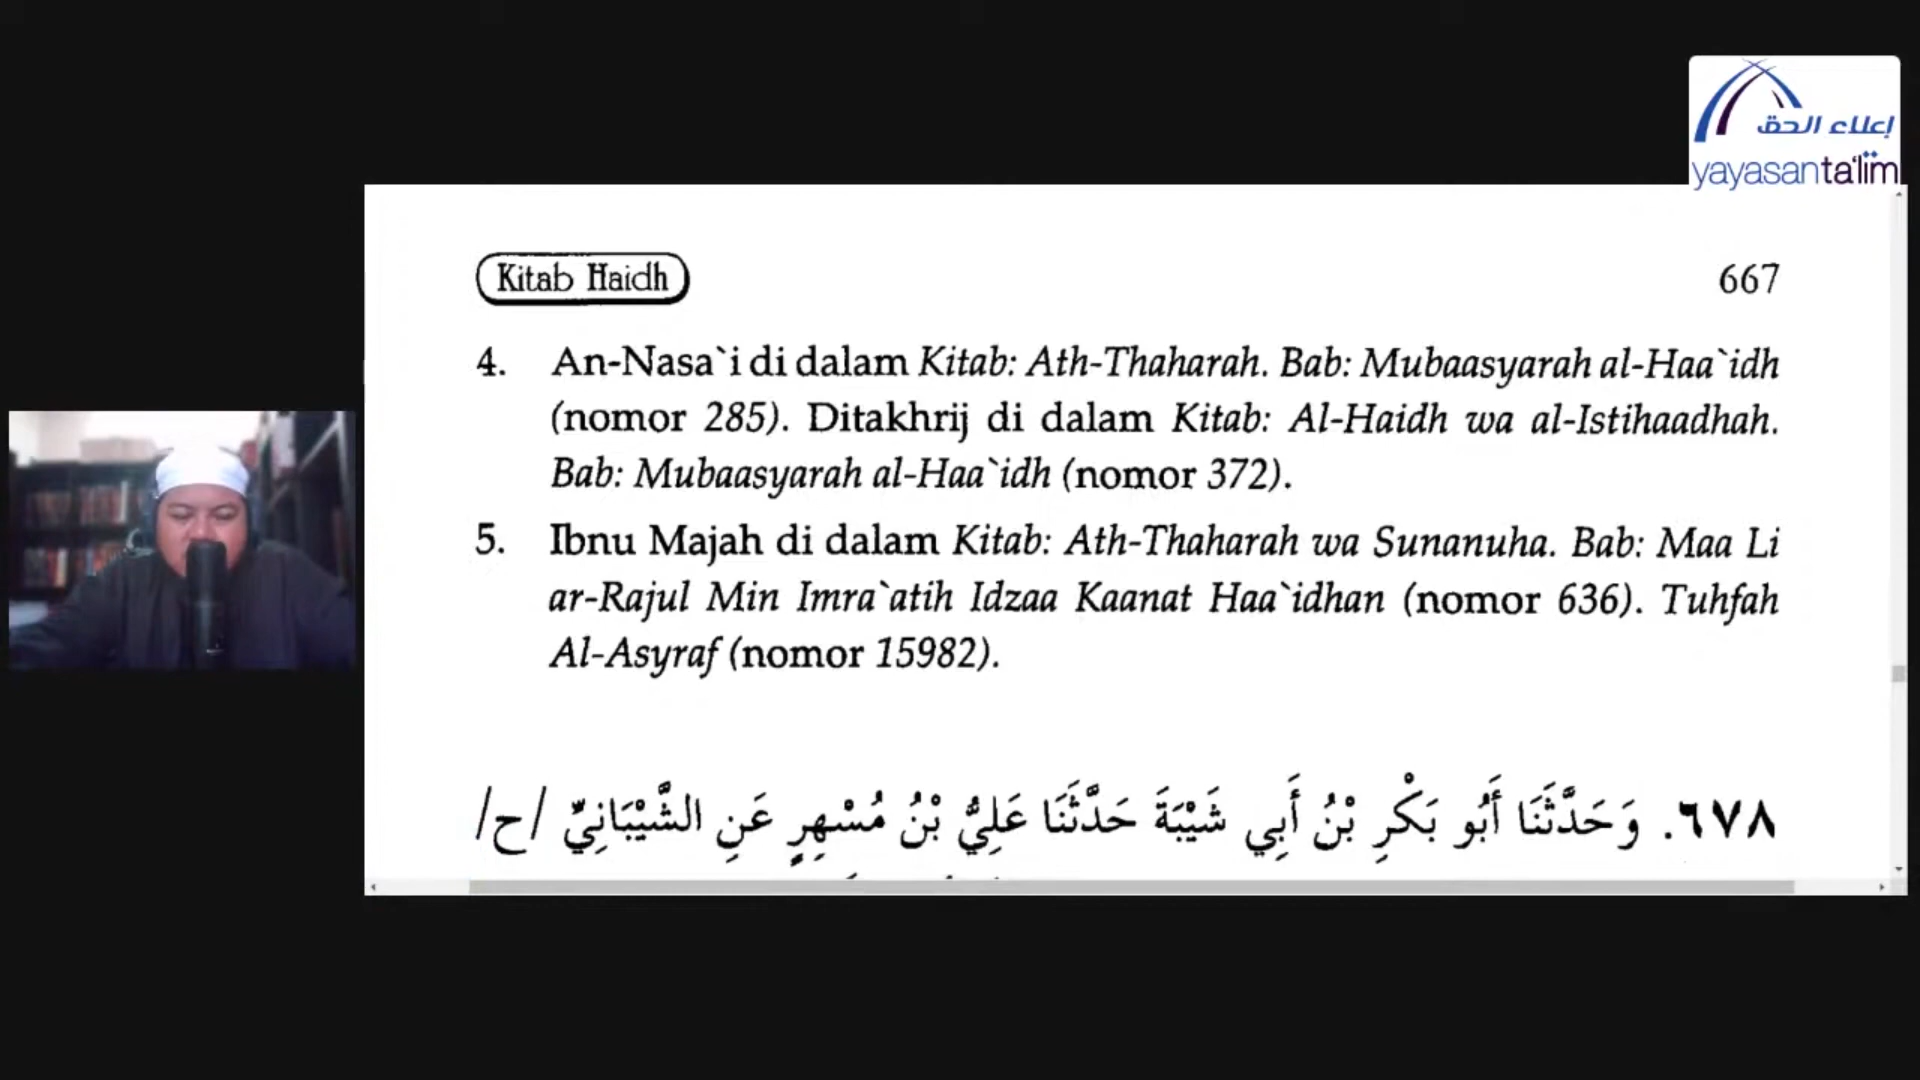 إعلاء الحق
yayasanta'lim
Kitab Haidh
667
4. An-Nasa`i di dalam Kitab: Ath-Thaharah. Bab: Mubaasyarah al-Haa`idh
(nomor 285). Ditakhrij di dalam Kitab: Al-Haidh wa al-Istihaadhah.
Bab: Mubaasyarah al-Haa`idh (nomor 372).
5. Ibnu Majah di dalam Kitab: Ath-Thaharah wa Sunanuha. Bab: Maa Li
ar-Rajul Min Imra`atih Idzaa Kaanat Haa`idhan (nomor 636). Tuhfah
Al-Asyraf (nomor 15982).
٦٧٨. وَحَدَّثَنَا أَبُو بَكْرِ بْنُ أَبِي شَيْبَةَ حَدَّثَنَا عَلِيُّ بْنُ مُسْهِرٍ عَنِ الشَّيْبَانِيِّ /ح/